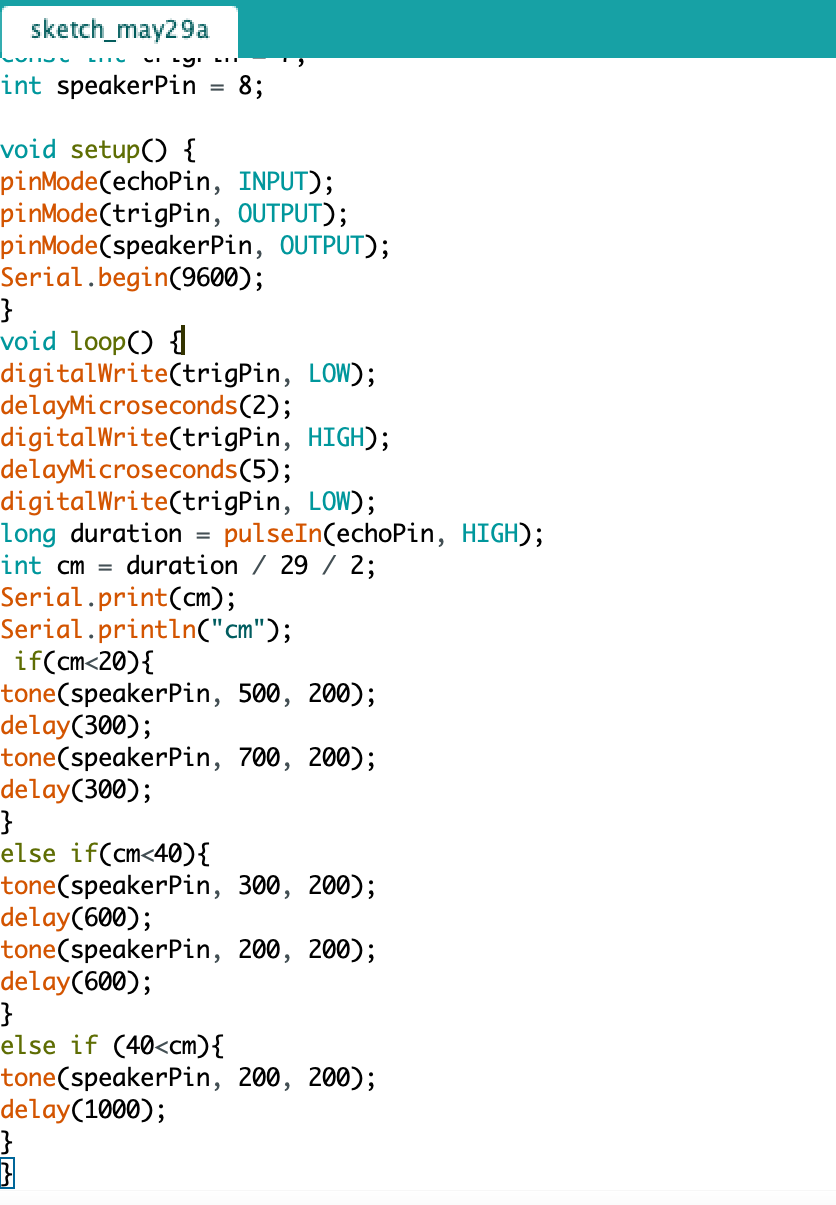 sketch_may29a
const int trigPin = 7;
int speakerPin = 8;
void setup() {
pinMode(echoPin, INPUT);
pinMode(trigPin, OUTPUT);
pinMode(speakerPin, OUTPUT);
Serial.begin(9600);
}
void loop() {
digitalWrite(trigPin, LOW);
delayMicroseconds(2);
digitalWrite(trigPin, HIGH);
delayMicroseconds(5);
digitalWrite(trigPin, LOW);
long duration = pulseIn(echoPin, HIGH);
int cm = duration / 29 / 2;
Serial.print(cm);
Serial.println("cm");
if(cm<20){
tone(speakerPin, 500, 200);
delay(300);
tone(speakerPin, 700, 200);
delay(300);
}
else if(cm<40){
tone(speakerPin, 300, 200);
delay(600);
tone(speakerPin, 200, 200);
delay(600);
}
else if (40<cm){
tone(speakerPin, 200, 200);
delay(1000);
}
}